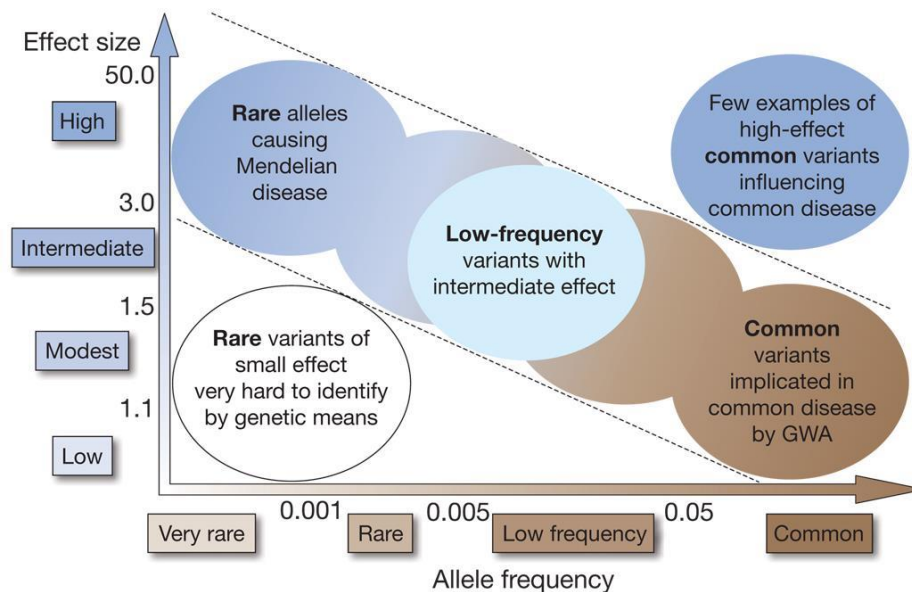 Effect size
50.0
High
3.0
Intermediate
1.5
Modest
1.1
Low
Rare alleles
causing
Mendelian
disease
Few examples of
high-effect
common variants
influencing
common disease
Low-frequency
variants with
intermediate effect
Rare variants of
small effect
very hard to identify
by genetic means
Common
variants
implicated in
common disease
by GWA
0.001
0.005
0.05
Very rare
Rare
Low frequency
Common
Allele frequency